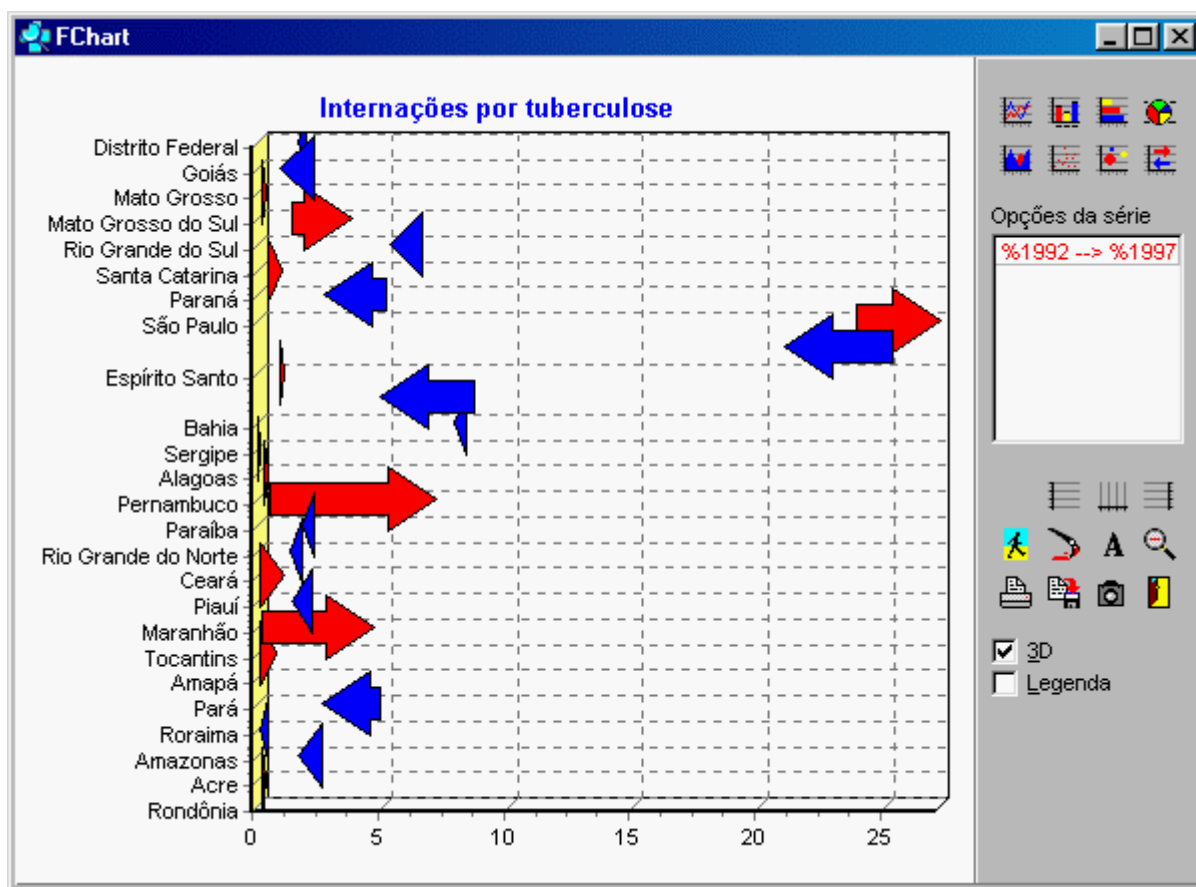 FChart
Internações por tuberculose
Distrito Federal
Goiás
Mato Grosso
Mato Grosso do Sul
Rio Grande do Sul
Santa Catarina
Paraná
São Paulo
Espírito Santo
Bahia
Sergipe
Alagoas
Pernambuco
Paraíba
Rio Grande do Norte
Ceará
Piauí
Maranhão
Tocantins
Amapá
Pará
Roraima
Amazonas
Acre
Rondônia
0 5 10 15 20 25
Opções da série
%1992 --> %1997
A
3D
Legenda